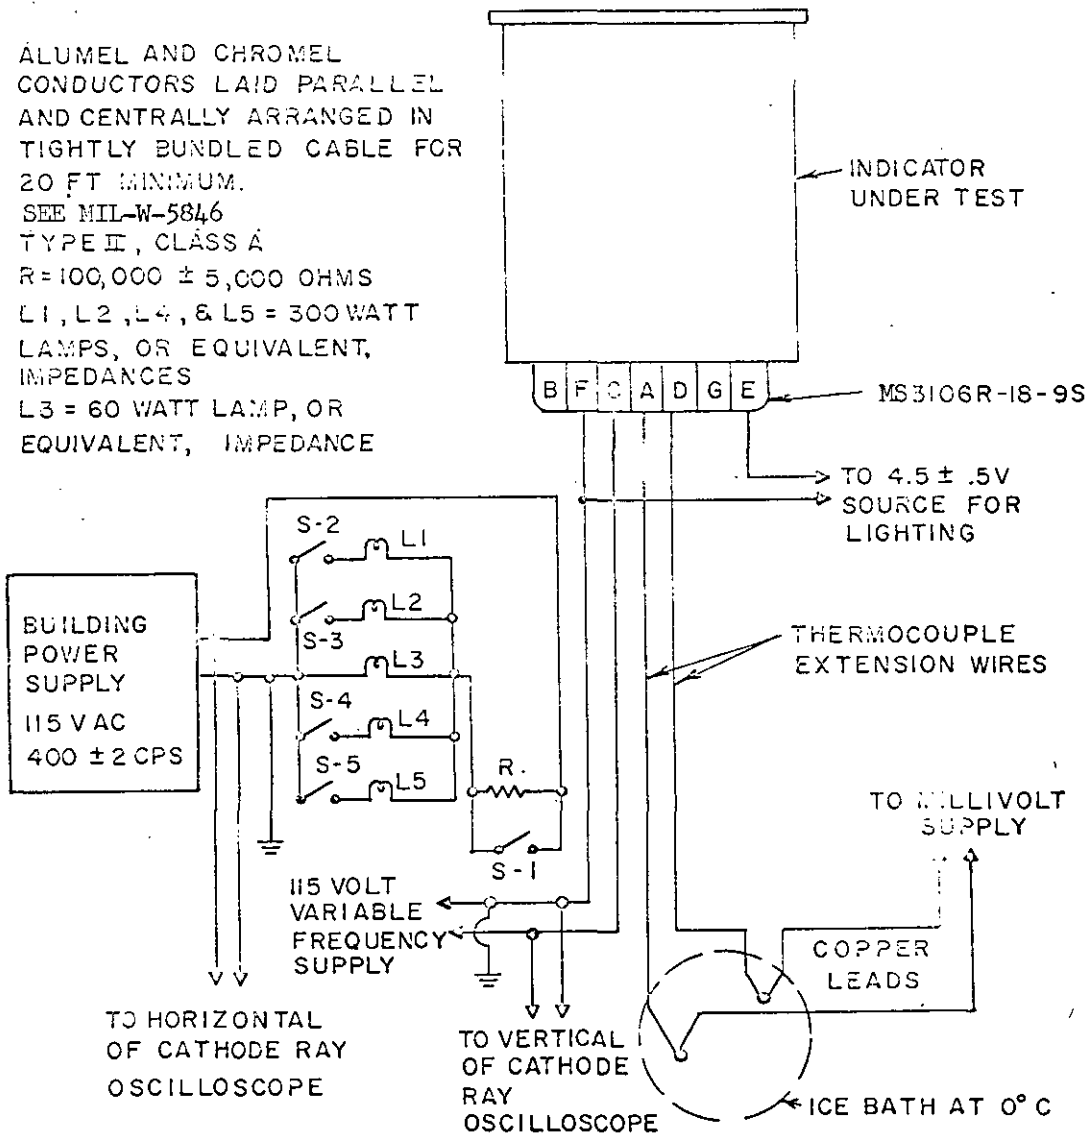 ALUMEL AND CHROMEL
CONDUCTORS LAID PARALLEL
AND CENTRALLY ARRANGED IN
TIGHTLY BUNDLED CABLE FOR
20 FT MINIMUM.
SEE MIL-W-5846
TYPE II, CLASS A
R=100,000 ± 5,000 OHMS
L1, L2, L4, & L5 = 300 WATT
LAMPS, OR EQUIVALENT,
IMPEDANCES
L3 = 60 WATT LAMP, OR
EQUIVALENT, IMPEDANCE
INDICATOR
UNDER TEST
B F C A D G E
MS3106R-18-9S
TO 4.5 ± .5V
SOURCE FOR
LIGHTING
S-2
L1
L2
S-3
L3
S-4
L4
S-5
L5
BUILDING
POWER
SUPPLY
115 V AC
400 ± 2 CPS
R.
S-1
THERMOCOUPLE
EXTENSION WIRES
TO MILLIVOLT
SUPPLY
115 VOLT
VARIABLE
FREQUENCY
SUPPLY
COPPER
LEADS
TO HORIZONTAL
OF CATHODE RAY
OSCILLOSCOPE
TO VERTICAL
OF CATHODE
RAY
OSCILLOSCOPE
ICE BATH AT 0° C